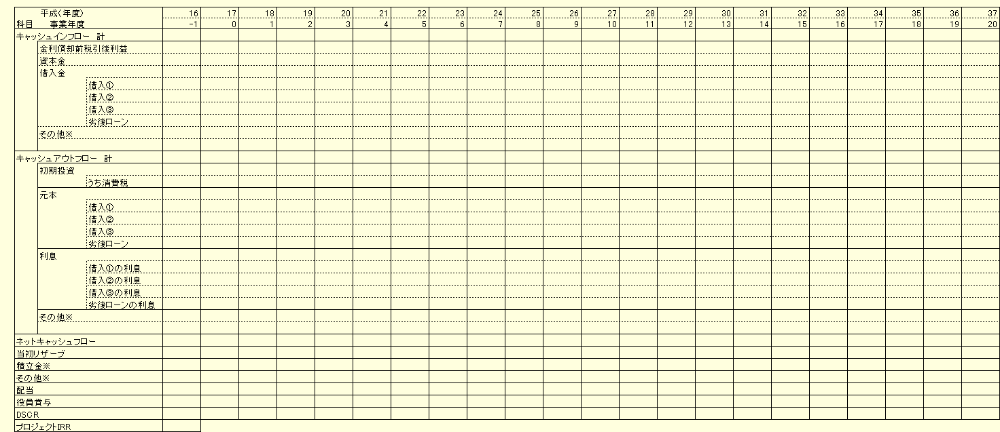 平成(年度) 16 17 18 19 20 21 22 23 24 25 26 27 28 29 30 31 32 33 34 35 36 37
科目 事業年度 -1 0 1 2 3 4 5 6 7 8 9 10 11 12 13 14 15 16 17 18 19 20
キャッシュインフロー 計
金利償却前税引後利益
資本金
借入金
借入①
借入②
借入③
劣後ローン
その他※
キャッシュアウトフロー 計
初期投資
うち消費税
元本
借入①
借入②
借入③
劣後ローン
利息
借入①の利息
借入②の利息
借入③の利息
劣後ローンの利息
その他※
ネットキャッシュフロー
当初リザーブ
積立金※
その他※
配当
役員賞与
DSCR
プロジェクトIRR